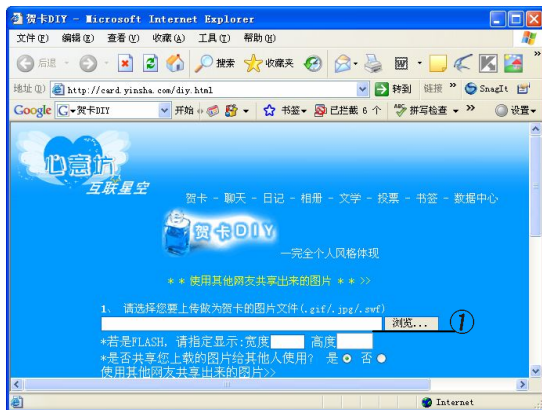 贺卡DIY - Microsoft Internet Explorer
文件(F) 编辑(E) 查看(V) 收藏(A) 工具(T) 帮助(H)
后退 搜索 收藏夹
地址(D) http://card.yinsha.com/diy.html 转到 链接 » SnagIt
Google G 贺卡DIY 开始 书签 已拦截 6 个 拼写检查 » 设置
心意坊
互联星空
贺卡 - 聊天 - 日记 - 相册 - 文学 - 投票 - 书签 - 数据中心
贺卡DIY
—完全个人风格体现
* * 使用其他网友共享出来的图片 * * >>
1、 请选择您要上传做为贺卡的图片文件(.gif/.jpg/.swf)
浏览... ①
*若是FLASH, 请指定显示:宽度 高度
*是否共享您上载的图片给其他人使用? 是 否
使用其他网友共享出来的图片>>
Internet